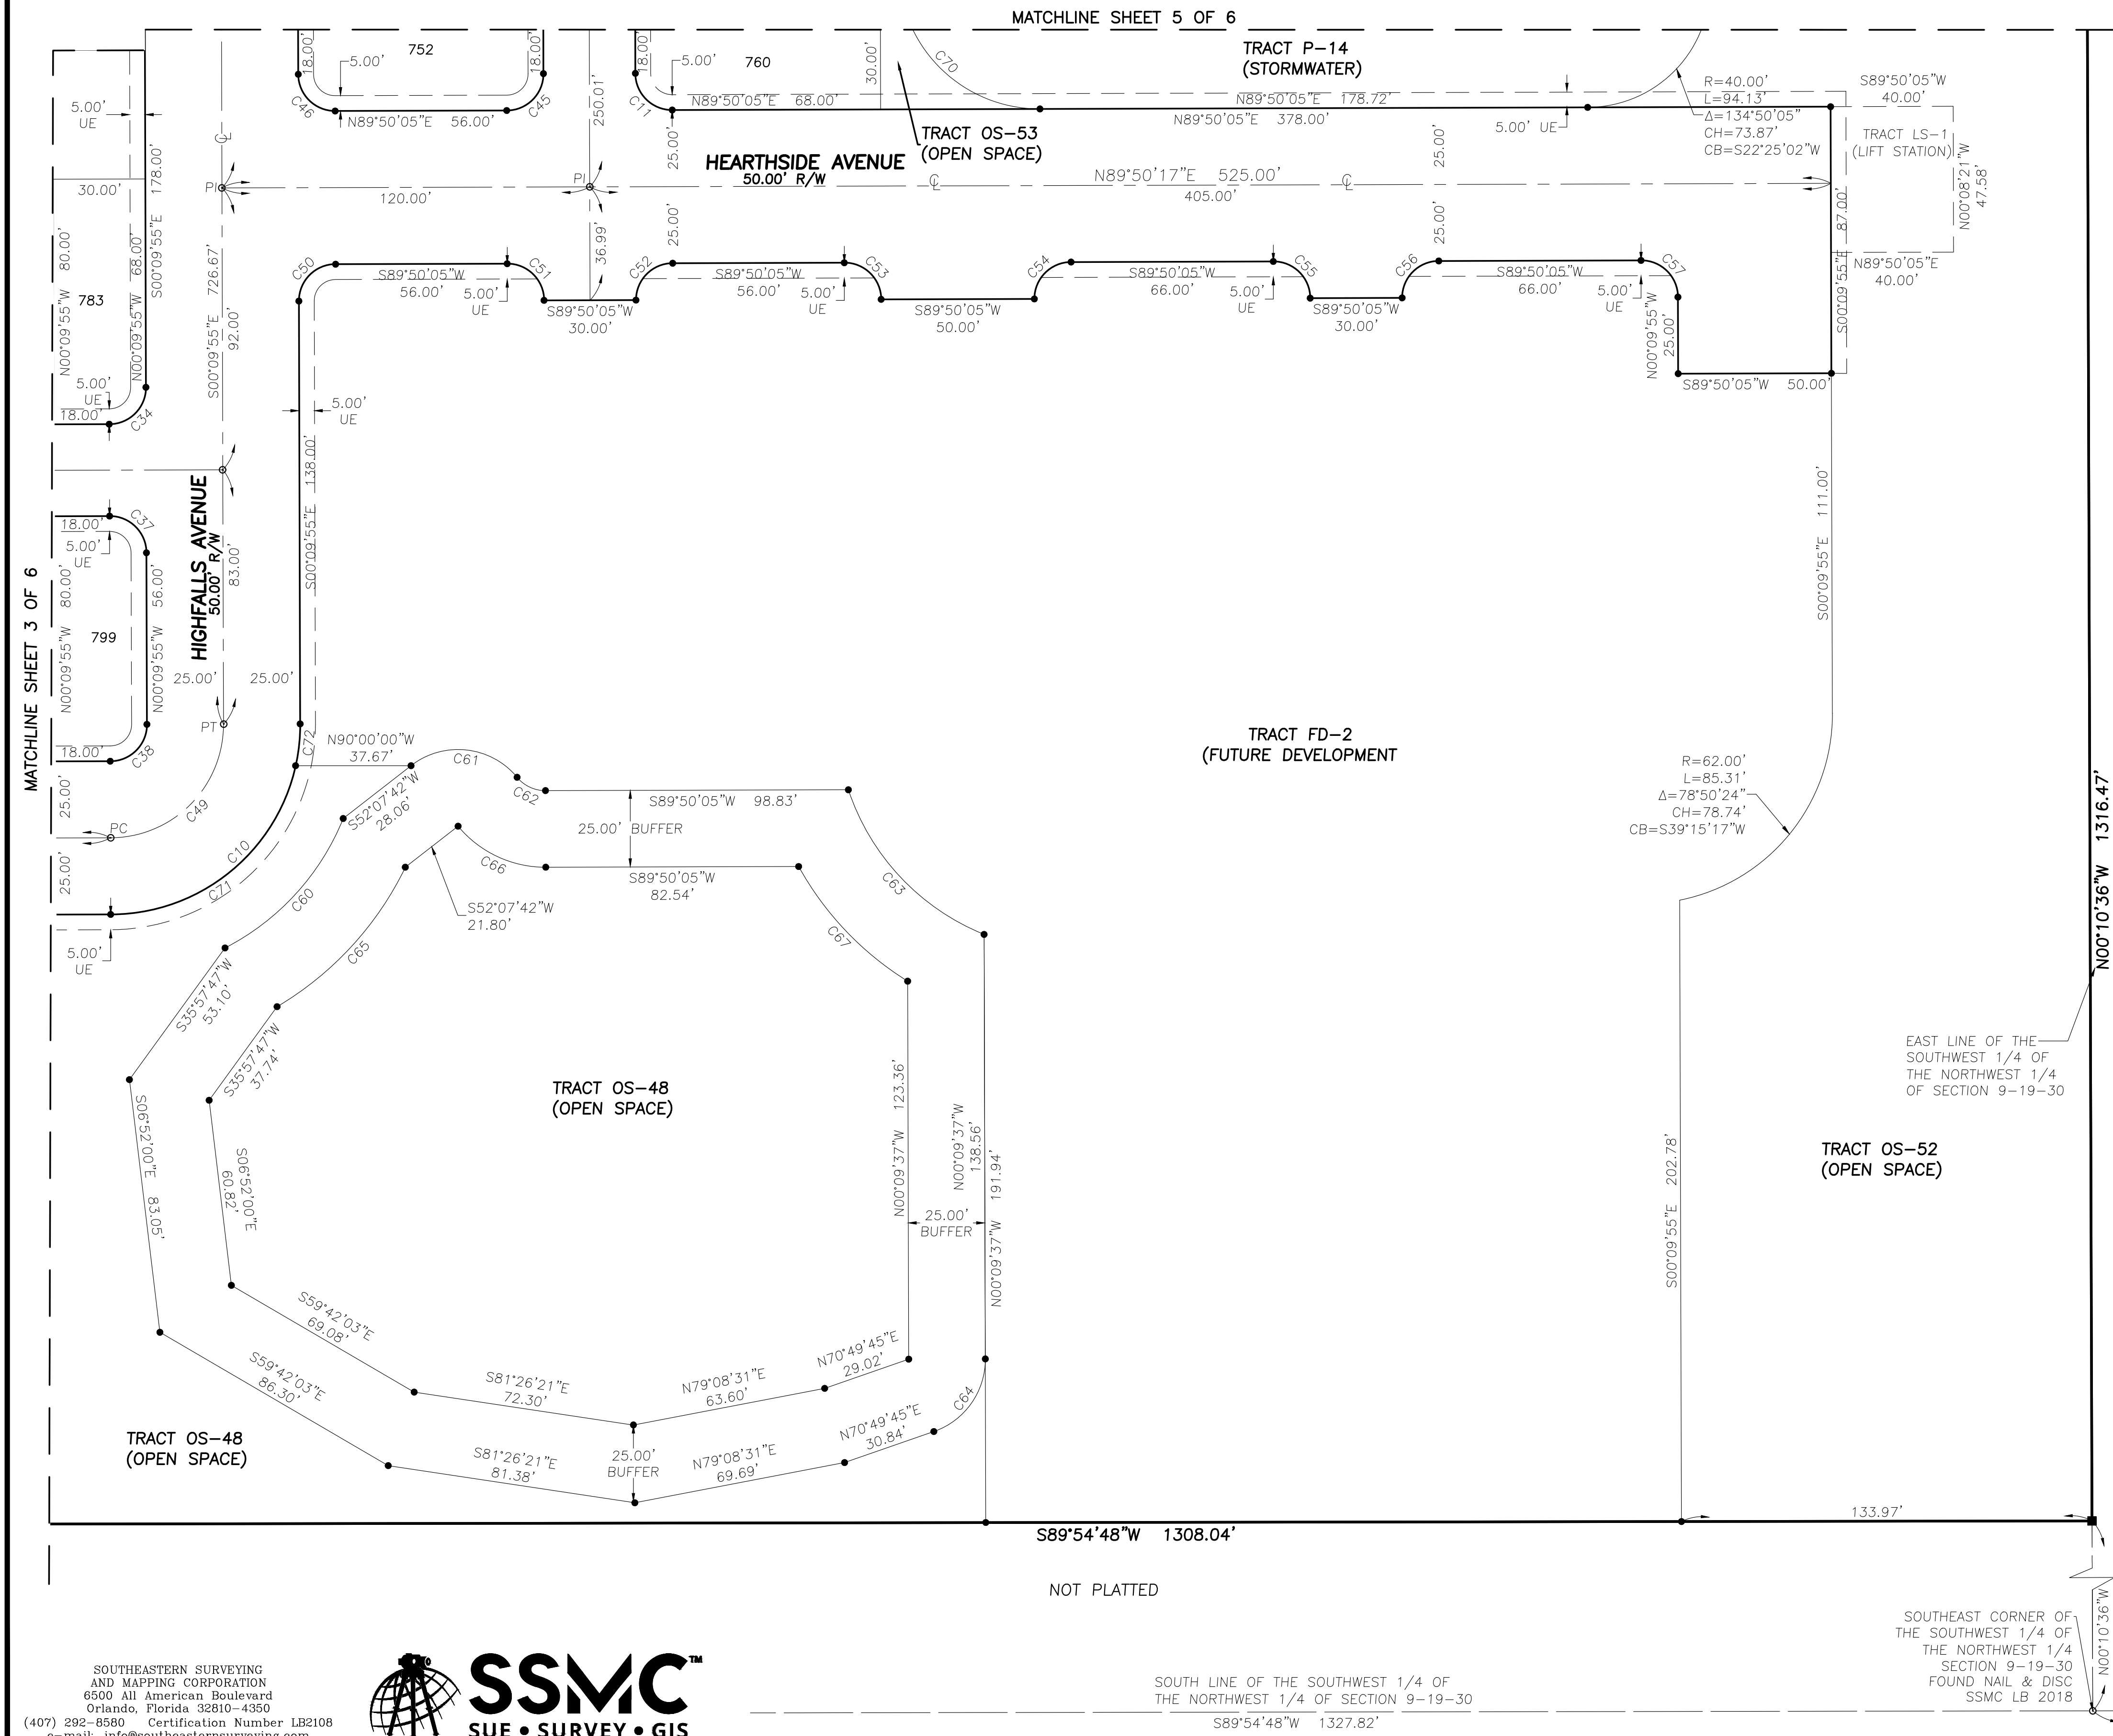 MATCHLINE SHEET 5 OF 6
752
760
TRACT P-14
(STORMWATER)
18.00'
18.00'
18.00'
30.00'
C70
5.00'
5.00'
5.00'
UE
C46
C45
C11
N89°50'05"E 56.00'
N89°50'05"E 68.00'
250.01'
N89°50'05"E 178.72'
N89°50'05"E 378.00'
5.00' UE
R=40.00'
L=94.13'
Δ=134°50'05"
CH=73.87'
CB=S22°25'02"W
S89°50'05"W
40.00'
TRACT LS-1
(LIFT STATION)
N00°08'21"W
47.58'
N89°50'05"E
40.00'
TRACT OS-53
(OPEN SPACE)
HEARTHSIDE AVENUE
50.00' R/W
25.00'
25.00'
PI
PI
120.00'
N89°50'17"E 525.00'
405.00'
30.00'
S00°09'55"E 178.00'
N00°09'55"W 80.00'
N00°09'55"W 68.00'
783
S00°09'55"E 726.67'
92.00'
36.99'
25.00'
25.00'
S00°09'55"E 87.00'
C50
C51
C52
C53
C54
C55
C56
C57
S89°50'05"W
56.00'
5.00'
UE
S89°50'05"W
30.00'
S89°50'05"W
56.00'
5.00'
UE
S89°50'05"W
50.00'
S89°50'05"W
66.00'
5.00'
UE
S89°50'05"W
30.00'
S89°50'05"W
66.00'
5.00'
UE
N00°09'55"W
25.00'
S89°50'05"W 50.00'
5.00'
UE
18.00'
C34
5.00'
UE
S00°09'55"E 138.00'
S00°09'55"E 111.00'
MATCHLINE SHEET 3 OF 6
18.00'
5.00'
UE
C37
HIGHFALLS AVENUE
50.00' R/W
83.00'
N00°09'55"W 80.00'
N00°09'55"W 56.00'
799
25.00'
25.00'
PT
18.00'
C38
C72
25.00'
C49
PC
25.00'
C10
C71
5.00'
UE
N90°00'00"W
37.67'
C61
C62
S52°07'42"W
28.06'
S89°50'05"W 98.83'
25.00' BUFFER
S89°50'05"W
82.54'
C60
C66
S52°07'42"W
21.80'
C63
C65
C67
TRACT FD-2
(FUTURE DEVELOPMENT
R=62.00'
L=85.31'
Δ=78°50'24"
CH=78.74'
CB=S39°15'17"W
N00°10'36"W 1316.47'
S35°57'47"W
53.10'
S35°57'47"W
37.74'
EAST LINE OF THE
SOUTHWEST 1/4 OF
THE NORTHWEST 1/4
OF SECTION 9-19-30
TRACT OS-48
(OPEN SPACE)
S06°52'00"E 83.05'
S06°52'00"E
60.82'
N00°09'37"W 123.36'
N00°09'37"W
138.56'
N00°09'37"W 191.94'
25.00'
BUFFER
S00°09'55"E 202.78'
TRACT OS-52
(OPEN SPACE)
S59°42'03"E
69.08'
S59°42'03"E
86.30'
S81°26'21"E
72.30'
N79°08'31"E
63.60'
N70°49'45"E
29.02'
C64
N70°49'45"E
30.84'
TRACT OS-48
(OPEN SPACE)
S81°26'21"E
81.38'
25.00'
BUFFER
N79°08'31"E
69.69'
133.97'
S89°54'48"W 1308.04'
NOT PLATTED
SOUTHEAST CORNER OF
THE SOUTHWEST 1/4 OF
THE NORTHWEST 1/4
SECTION 9-19-30
FOUND NAIL & DISC
SSMC LB 2018
N00°10'36"W
SOUTH LINE OF THE SOUTHWEST 1/4 OF
THE NORTHWEST 1/4 OF SECTION 9-19-30
S89°54'48"W 1327.82'
SOUTHEASTERN SURVEYING
AND MAPPING CORPORATION
6500 All American Boulevard
Orlando, Florida 32810-4350
(407) 292-8580 Certification Number LB2108
e-mail: info@southeasternsurveying.com
SSMC™
SUE • SURVEY • GIS